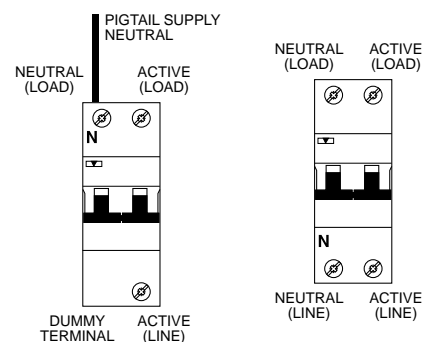 PIGTAIL SUPPLY
NEUTRAL
NEUTRAL
(LOAD)
ACTIVE
(LOAD)
N
DUMMY
TERMINAL
ACTIVE
(LINE)
NEUTRAL
(LOAD)
ACTIVE
(LOAD)
N
NEUTRAL
(LINE)
ACTIVE
(LINE)